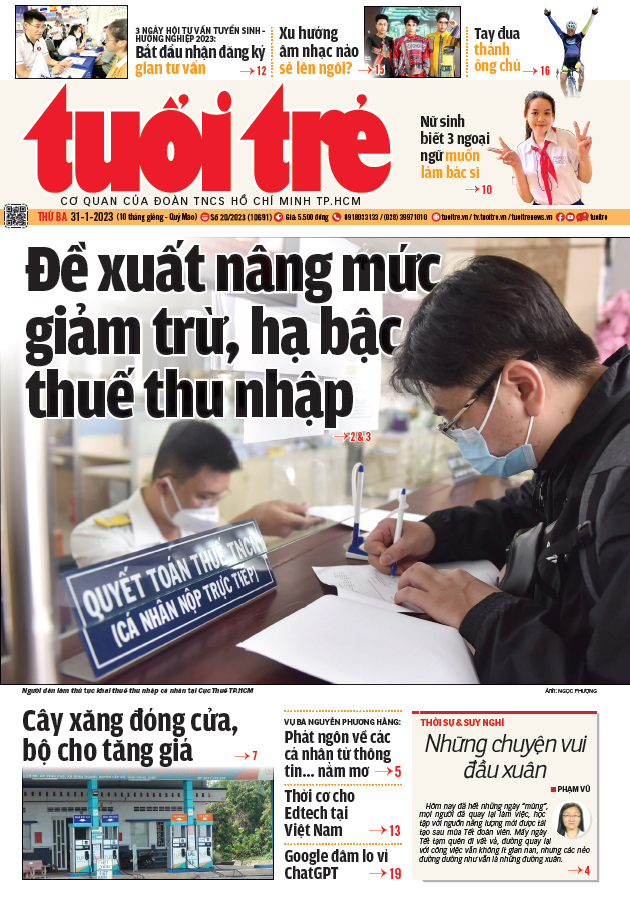 3 NGÀY HỘI TƯ VẤN TUYỂN SINH -
HƯỚNG NGHIỆP 2023:
Bắt đầu nhận đăng ký
gian tư vấn
12
Xu hướng
âm nhạc nào
sẽ lên ngôi?
15
Tay đua
thành
ông chủ
16
tuổi trẻ
CƠ QUAN CỦA ĐOÀN TNCS HỒ CHÍ MINH TP.HCM
Nữ sinh
biết 3 ngoại
ngữ muốn
làm bác sĩ
10
THỨ BA 31-1-2023 (10 tháng giêng - Quý Mão) Số 20/2023 (10691) Giá: 5.500 đồng 0918033133 / (028) 39971010 tuoitre.vn / tv.tuoitre.vn / tuoitrenews.vn tuoitre
Đề xuất nâng mức
giảm trừ, hạ bậc
thuế thu nhập
2 & 3
QUYẾT TOÁN THUẾ TNCN
(CÁ NHÂN NỘP TRỰC TIẾP)
Người dân làm thủ tục khai thuế thu nhập cá nhân tại Cục Thuế TP.HCM
Ảnh: NGỌC PHƯỢNG
Cây xăng đóng cửa,
bộ cho tăng giá
7
VỤ BÀ NGUYỄN PHƯƠNG HẰNG:
Phát ngôn về các
cá nhân từ thông
tin... nằm mơ
5
Thời cơ cho
Edtech tại
Việt Nam
13
Google đâm lo vì
ChatGPT
19
THỜI SỰ & SUY NGHĨ
Những chuyện vui
đầu xuân
PHẠM VŨ
Hôm nay đã hết những ngày "mùng",
mọi người đã quay lại làm việc, học
tập với nguồn năng lượng mới được tái
tạo sau mùa Tết đoàn viên. Mấy ngày
Tết tạm quên đi vất vả, đường quay lại
với công việc vẫn không ít gian nan, nhưng các nẻo
đường dường như vẫn là những đường xuân.
4